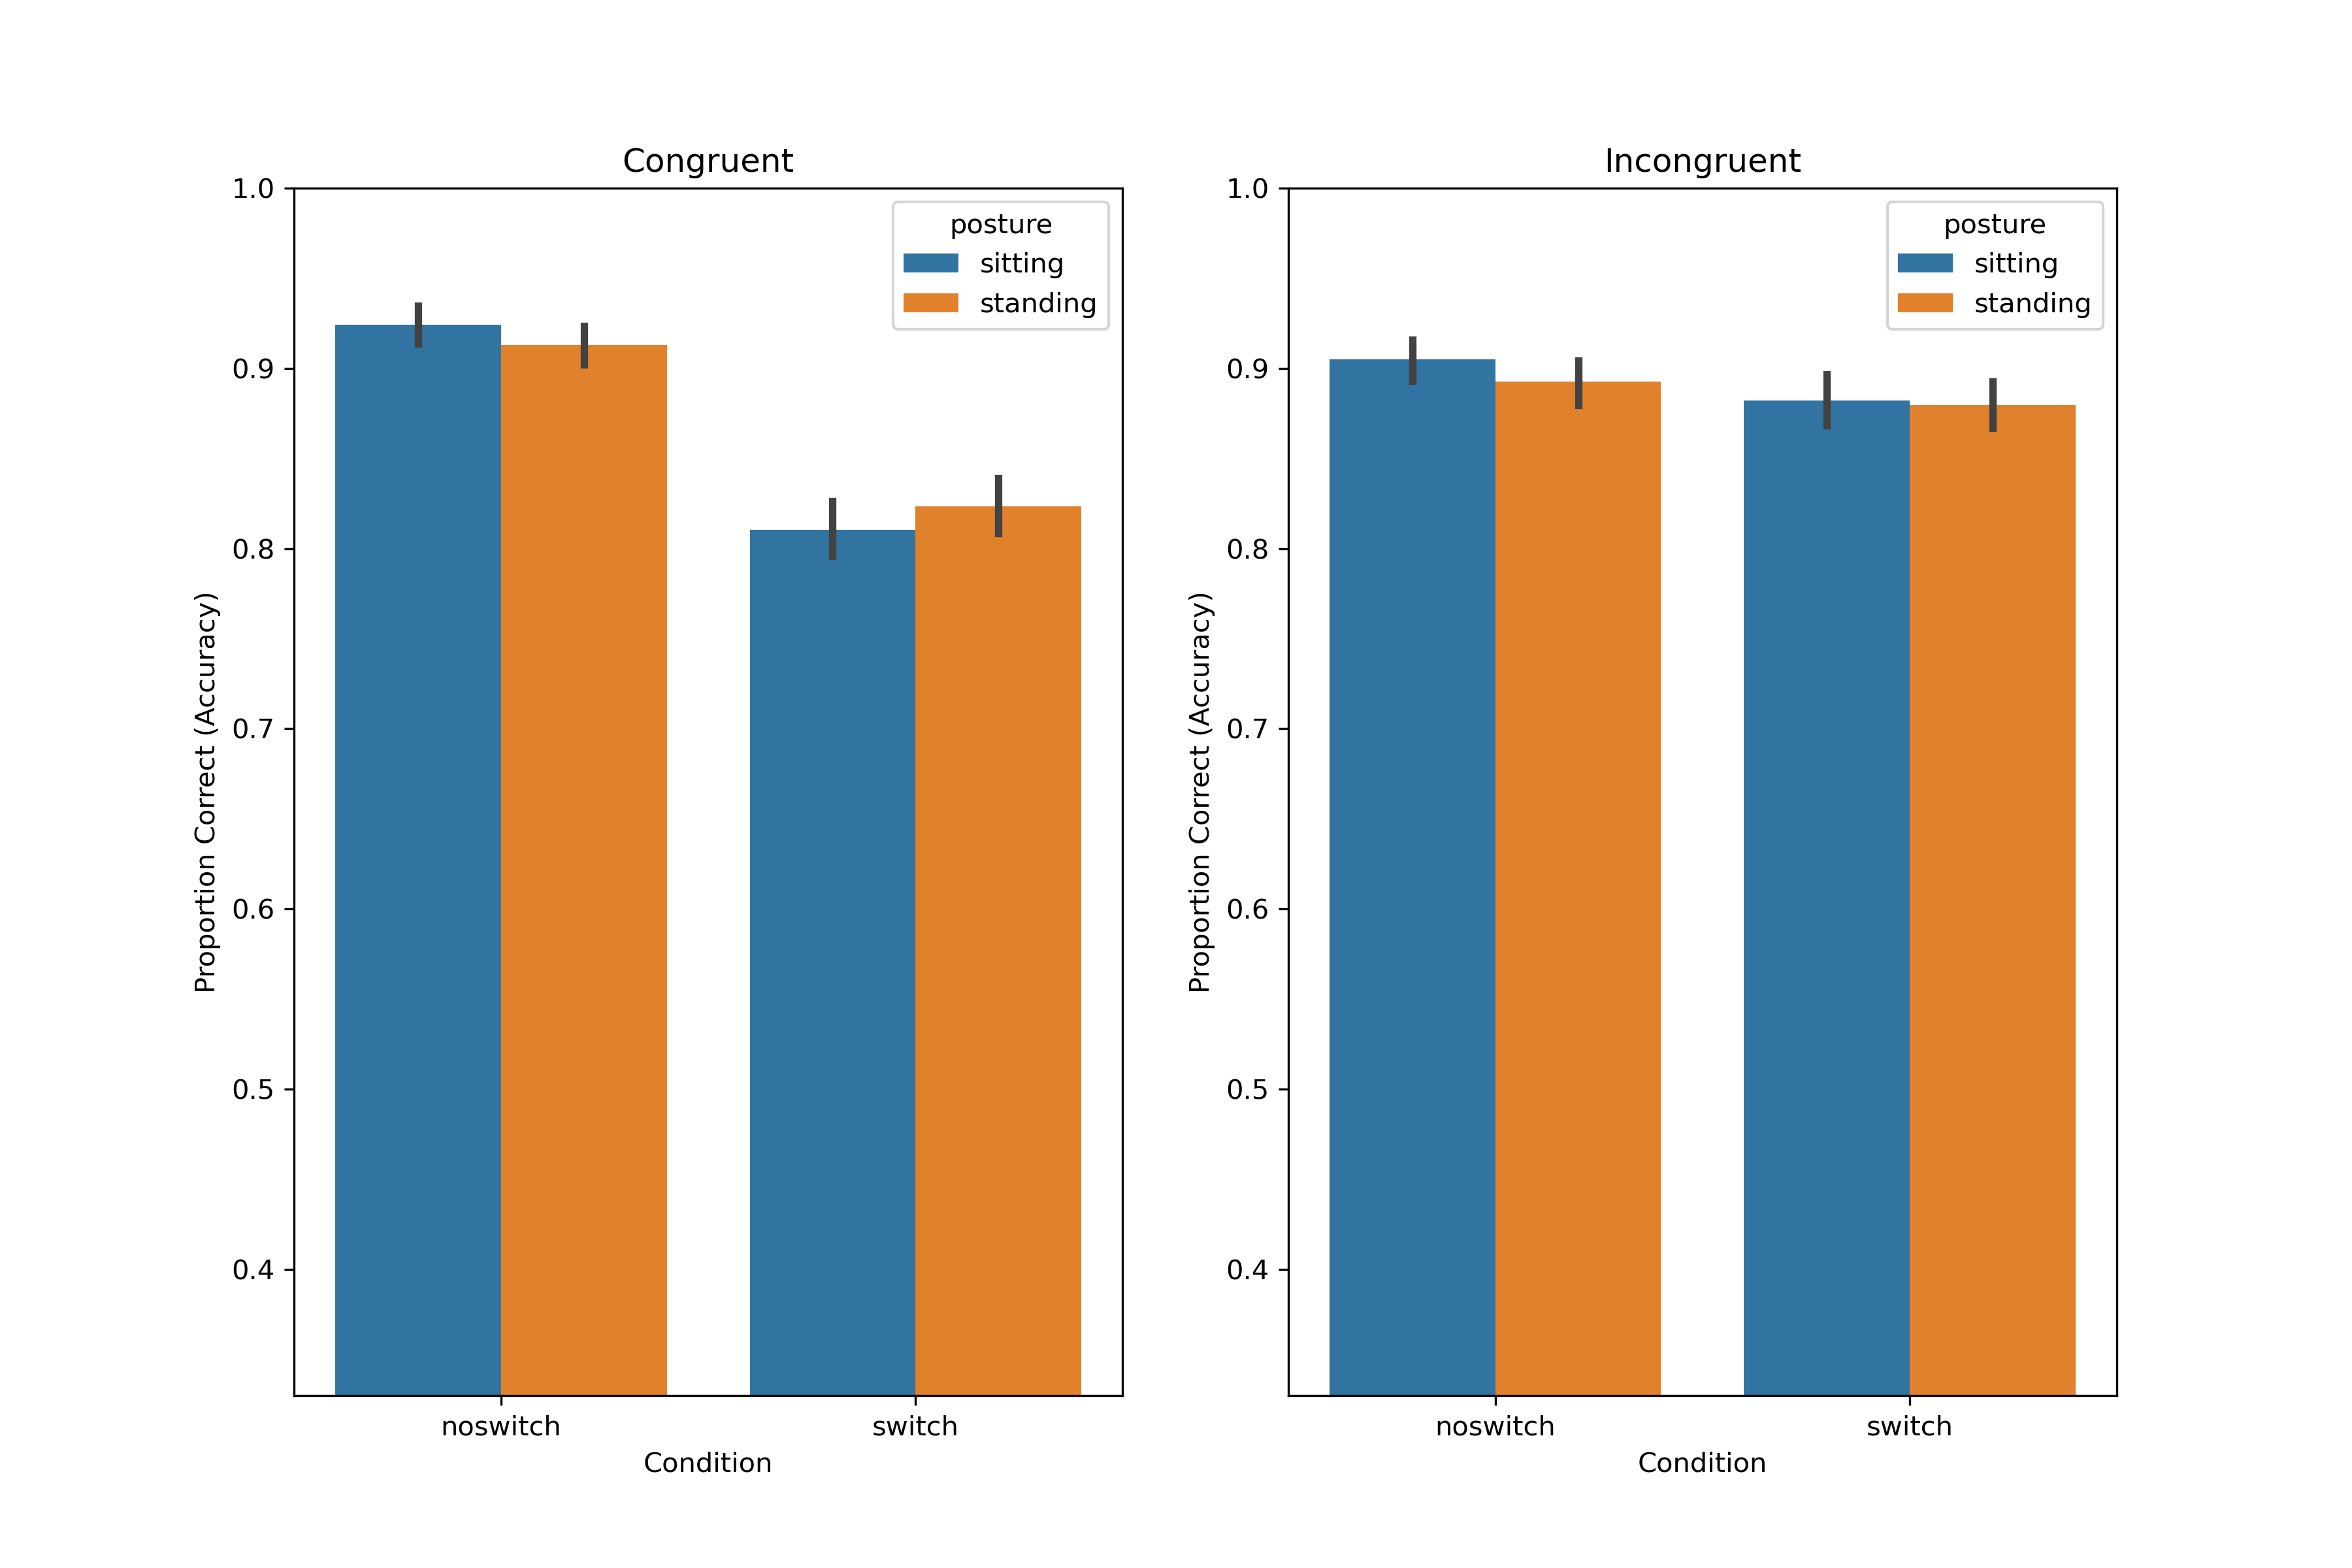 Congruent
1.0
0.9
0.8
0.7
0.6
0.5
0.4
Proportion Correct (Accuracy)
posture
sitting
standing
noswitch
switch
Condition
Incongruent
1.0
0.9
0.8
0.7
0.6
0.5
0.4
Proportion Correct (Accuracy)
posture
sitting
standing
noswitch
switch
Condition